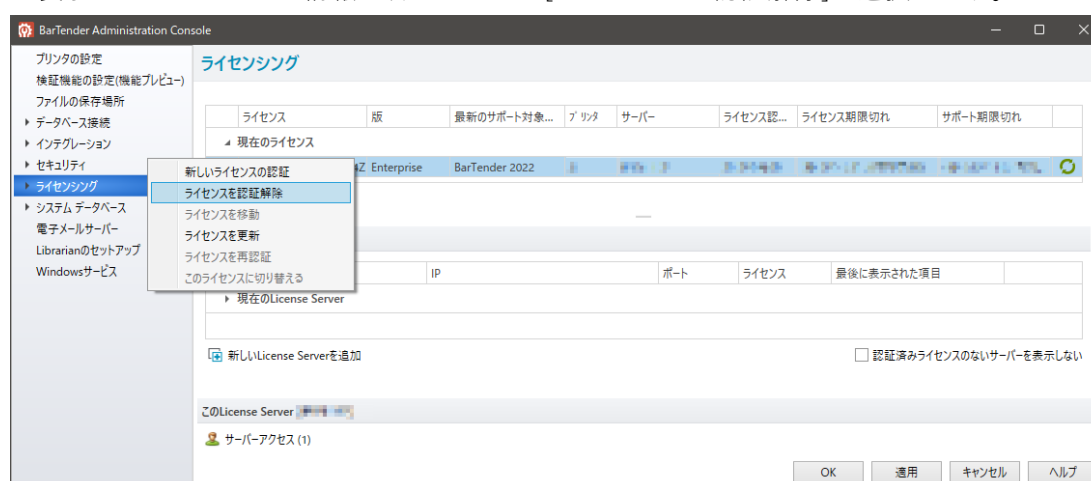 BarTender Administration Console
プリンタの設定
検証機能の設定(機能プレビュー)
ファイルの保存場所
データベース接続
インテグレーション
セキュリティ
ライセンシング
システム データベース
電子メールサーバー
Librarianのセットアップ
Windowsサービス
新しいライセンスの認証
ライセンスを認証解除
ライセンスを移動
ライセンスを更新
ライセンスを再認証
このライセンスに切り替える
ライセンシング
ライセンス 版 最新のサポート対象... プリンタ サーバー ライセンス認... ライセンス期限切れ サポート期限切れ
現在のライセンス
4Z Enterprise BarTender 2022
IP ポート ライセンス 最後に表示された項目
現在のLicense Server
新しいLicense Serverを追加 認証済みライセンスのないサーバーを表示しない
このLicense Server
サーバーアクセス (1)
OK 適用 キャンセル ヘルプ